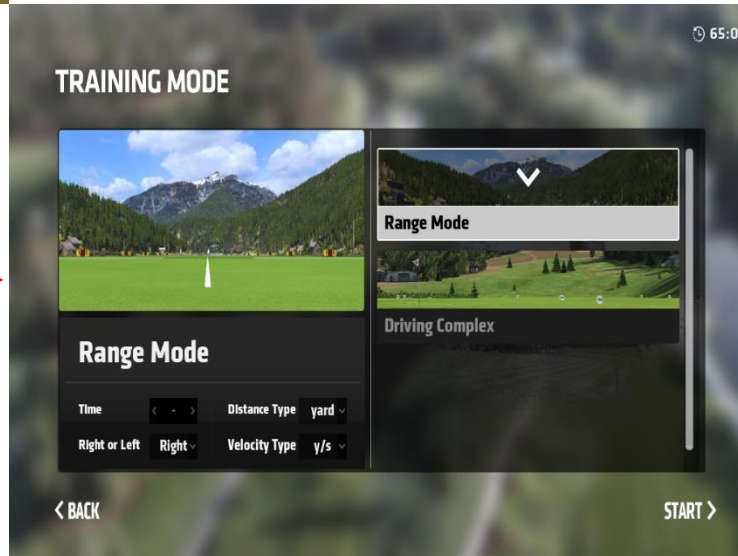 65:0
TRAINING MODE
Range Mode
Driving Complex
Range Mode
Time < - > Distance Type yard
Right or Left Right Velocity Type y/s
< BACK START >